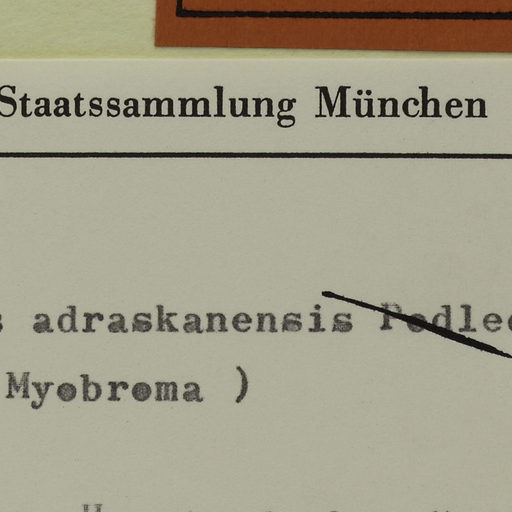 Staatssammlung München
s adraskanensis Podlec
Myobroma )